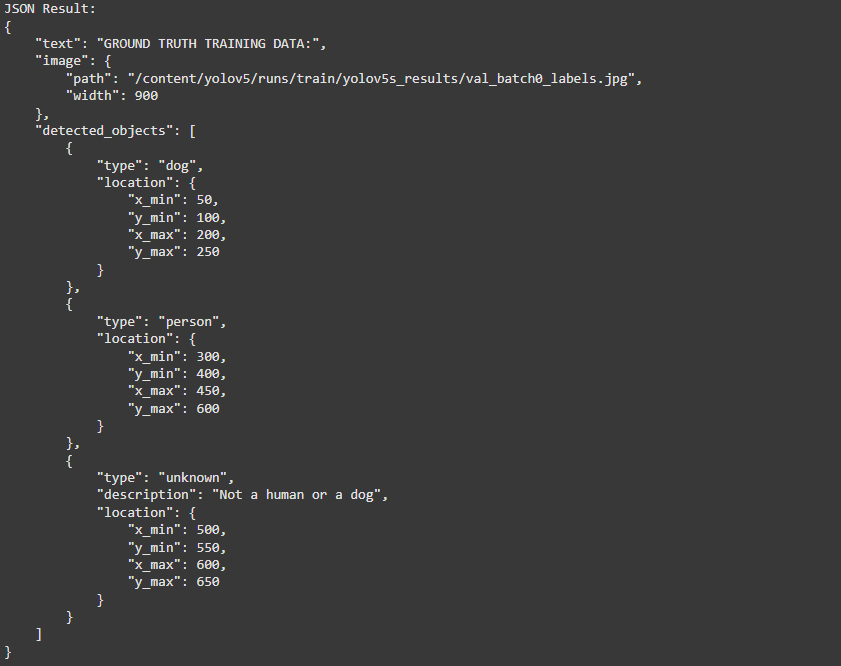 JSON Result:
{
    "text": "GROUND TRUTH TRAINING DATA:",
    "image": {
        "path": "/content/yolov5/runs/train/yolov5s_results/val_batch0_labels.jpg",
        "width": 900
    },
    "detected_objects": [
        {
            "type": "dog",
            "location": {
                "x_min": 50,
                "y_min": 100,
                "x_max": 200,
                "y_max": 250
            }
        },
        {
            "type": "person",
            "location": {
                "x_min": 300,
                "y_min": 400,
                "x_max": 450,
                "y_max": 600
            }
        },
        {
            "type": "unknown",
            "description": "Not a human or a dog",
            "location": {
                "x_min": 500,
                "y_min": 550,
                "x_max": 600,
                "y_max": 650
            }
        }
    ]
}